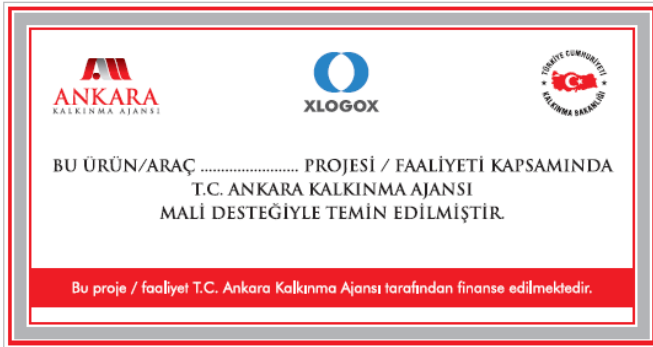 ANKARA
KALKINMA AJANSI
XLOGOX
TÜRKİYE CUMHURİYETİ
KALKINMA BAKANLIĞI
BU ÜRÜN/ARAÇ ........................ PROJESİ / FAALİYETİ KAPSAMINDA
T.C. ANKARA KALKINMA AJANSI
MALİ DESTEĞİYLE TEMİN EDİLMİŞTİR.
Bu proje / faaliyet T.C. Ankara Kalkınma Ajansı tarafından finanse edilmektedir.